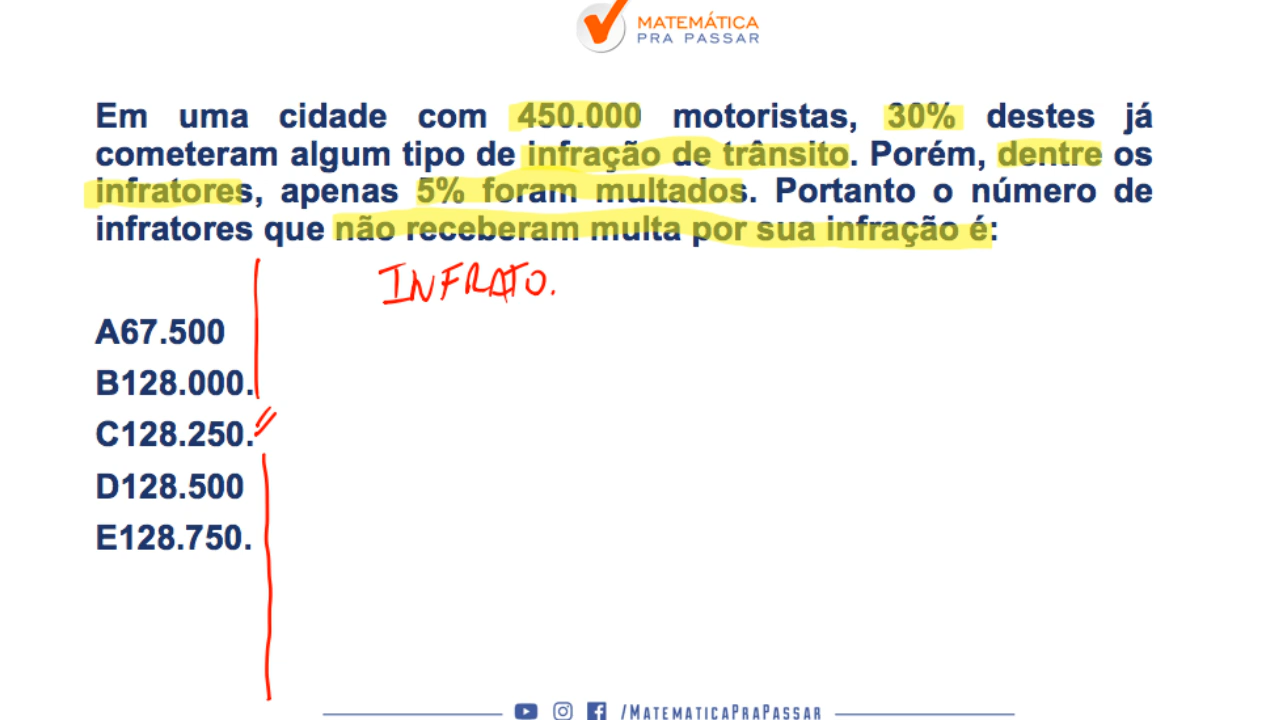 MATEMÁTICA
PRA PASSAR
Em uma cidade com 450.000 motoristas, 30% destes já
cometeram algum tipo de infração de trânsito. Porém, dentre os
infratores, apenas 5% foram multados. Portanto o número de
infratores que não receberam multa por sua infração é:
INFRATO.
A67.500
B128.000.
C128.250.
D128.500
E128.750.
/MATEMATICAPRAPASSAR